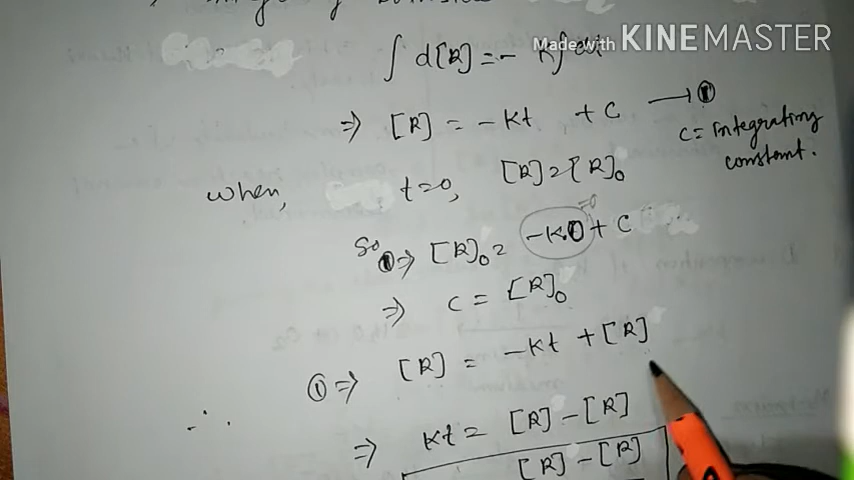 Made with KINEMASTER
∫ d[R] = - K∫dt
⇒ [R] = -Kt + C → ①
C = integrating
constant.
when, t=0, [R] = [R]₀
=0
So ① ⇒ [R]₀ = -K.0 + C
⇒ C = [R]₀
∴ ① ⇒ [R] = -Kt + [R]
⇒ Kt = [R] - [R]
[R] - [R]